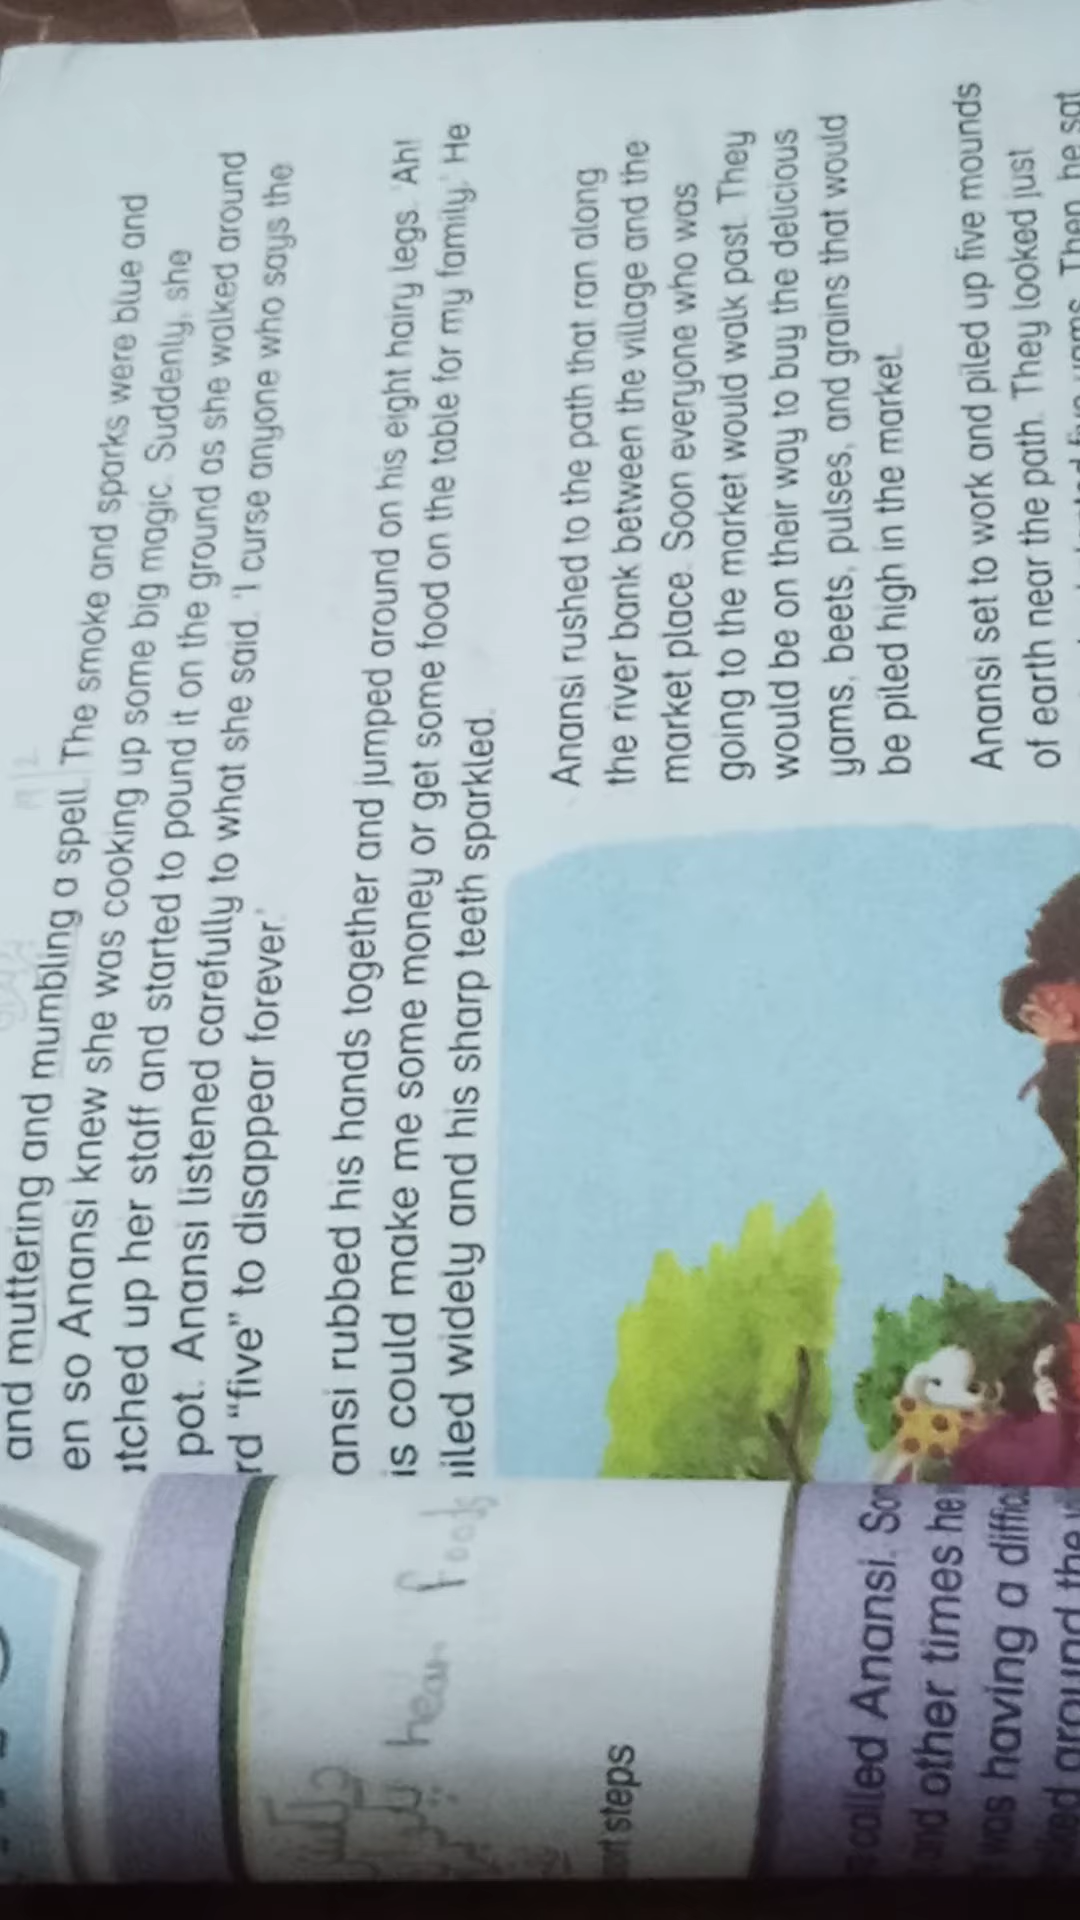 and muttering and mumbling a spell. The smoke and sparks were blue and
en so Anansi knew she was cooking up some big magic. Suddenly, she
itched up her staff and started to pound it on the ground as she walked around
pot. Anansi listened carefully to what she said. 'I curse anyone who says the
rd "five" to disappear forever.'
ansi rubbed his hands together and jumped around on his eight hairy legs. 'Ah!
is could make me some money or get some food on the table for my family.' He
iled widely and his sharp teeth sparkled.
Anansi rushed to the path that ran along
the river bank between the village and the
market place. Soon everyone who was
going to the market would walk past. They
would be on their way to buy the delicious
yams, beets, pulses, and grains that would
be piled high in the market.
Anansi set to work and piled up five mounds
of earth near the path. They looked just
Then he sat
steps
called Anansi. So
and other times he
was having a diffic
around the